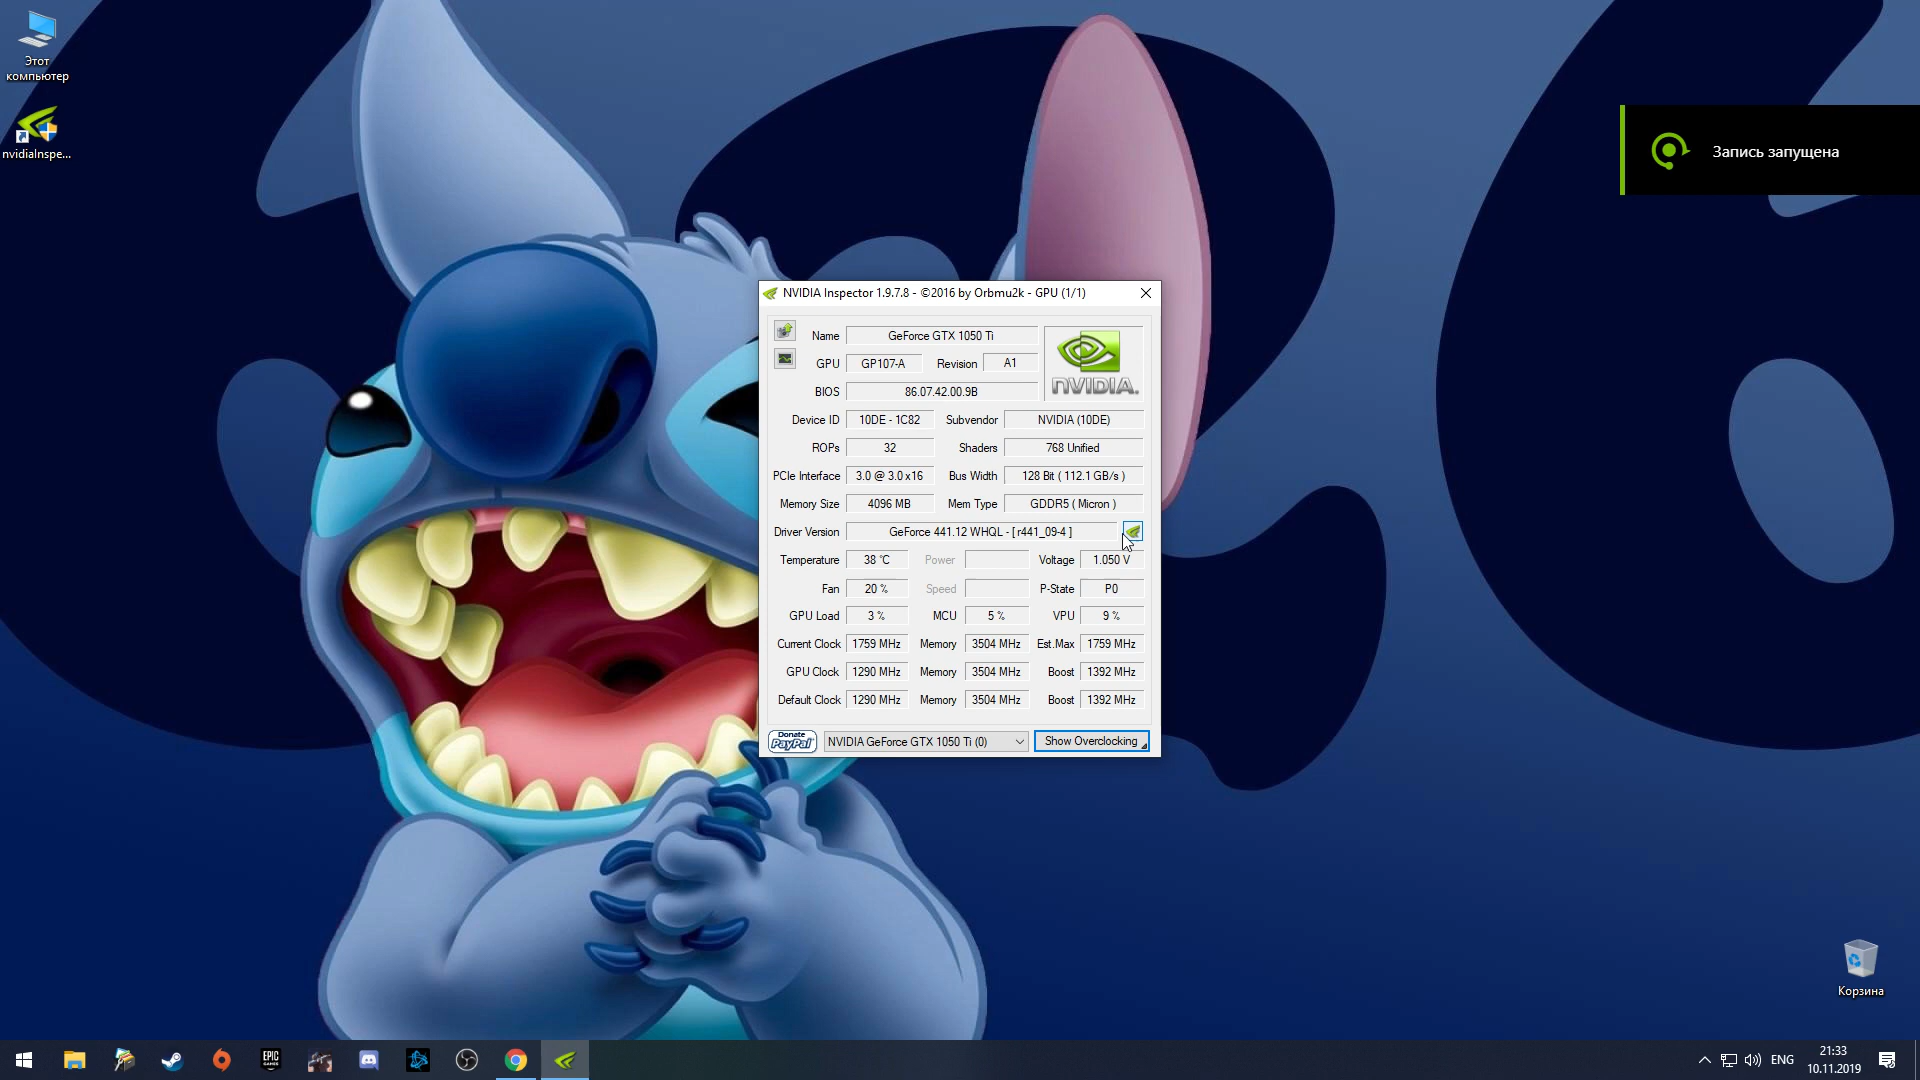 Этот
компьютер
nvidiaInspe...
Запись запущена
NVIDIA Inspector 1.9.7.8 - ©2016 by Orbmu2k - GPU (1/1)
Name GeForce GTX 1050 Ti
GPU GP107-A Revision A1
NVIDIA.
BIOS 86.07.42.00.9B
Device ID 10DE - 1C82 Subvendor NVIDIA (10DE)
ROPs 32 Shaders 768 Unified
PCIe Interface 3.0 @ 3.0 x16 Bus Width 128 Bit ( 112.1 GB/s )
Memory Size 4096 MB Mem Type GDDR5 ( Micron )
Driver Version GeForce 441.12 WHQL - [ r441_09-4 ]
Temperature 38 °C Power Voltage 1.050 V
Fan 20 % Speed P-State P0
GPU Load 3 % MCU 5 % VPU 9 %
Current Clock 1759 MHz Memory 3504 MHz Est.Max 1759 MHz
GPU Clock 1290 MHz Memory 3504 MHz Boost 1392 MHz
Default Clock 1290 MHz Memory 3504 MHz Boost 1392 MHz
Donate
PayPal
NVIDIA GeForce GTX 1050 Ti (0) Show Overclocking
Корзина
EPIC
GAMES
ENG
21:33
10.11.2019